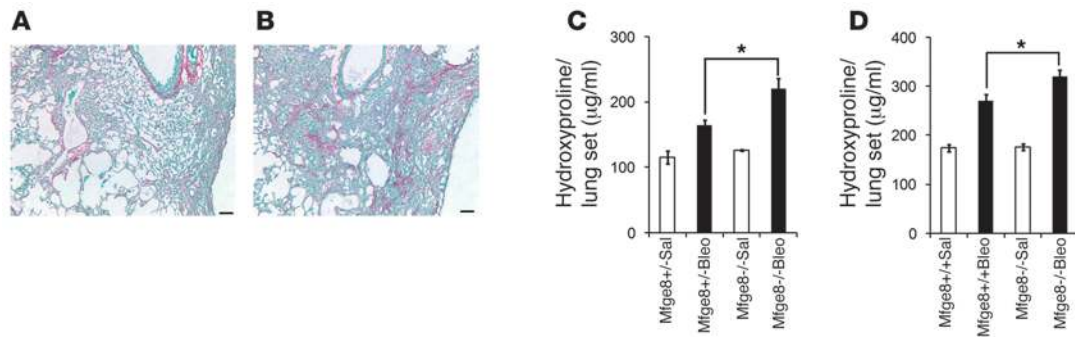 A
B
C
Hydroxyproline/
lung set (µg/ml)
300
200
100
0
*
Mfge8+/-Sal
Mfge8+/-Bleo
Mfge8-/-Sal
Mfge8-/-Bleo
D
Hydroxyproline/
lung set (µg/ml)
400
300
200
100
0
*
Mfge8+/+Sal
Mfge8+/+Bleo
Mfge8-/-Sal
Mfge8-/-Bleo